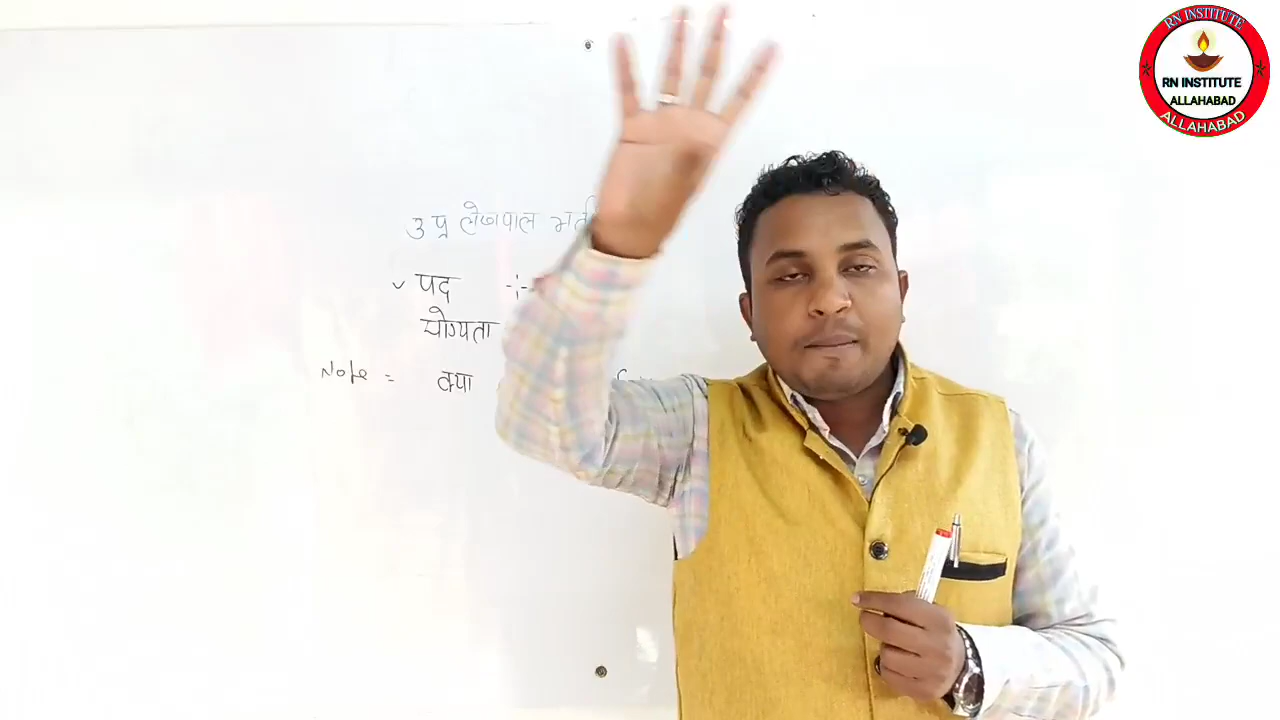 उ प्र लेखपाल भर्ती
पद
योग्यता
Note = क्या
RN INSTITUTE
RN INSTITUTE
ALLAHABAD
ALLAHABAD